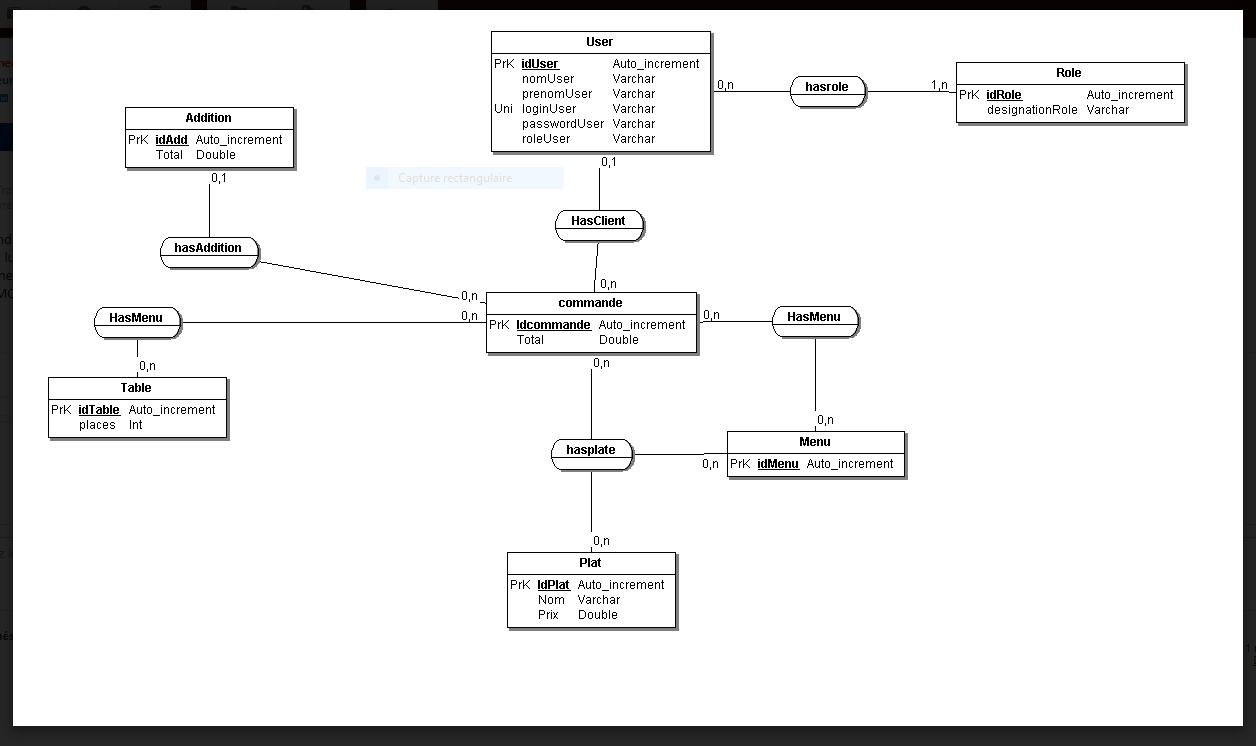 User
PrK idUser Auto_increment
nomUser Varchar
prenomUser Varchar
Uni loginUser Varchar
passwordUser Varchar
roleUser Varchar
0,n
hasrole
1,n
Role
PrK idRole Auto_increment
designationRole Varchar
Addition
PrK idAdd Auto_increment
Total Double
0,1
0,1
Capture rectangulaire
HasClient
hasAddition
0,n
0,n
commande
PrK Idcommande Auto_increment
Total Double
HasMenu
0,n
0,n
HasMenu
0,n
Table
PrK idTable Auto_increment
places Int
0,n
0,n
Menu
PrK idMenu Auto_increment
hasplate
0,n
0,n
Plat
PrK IdPlat Auto_increment
Nom Varchar
Prix Double